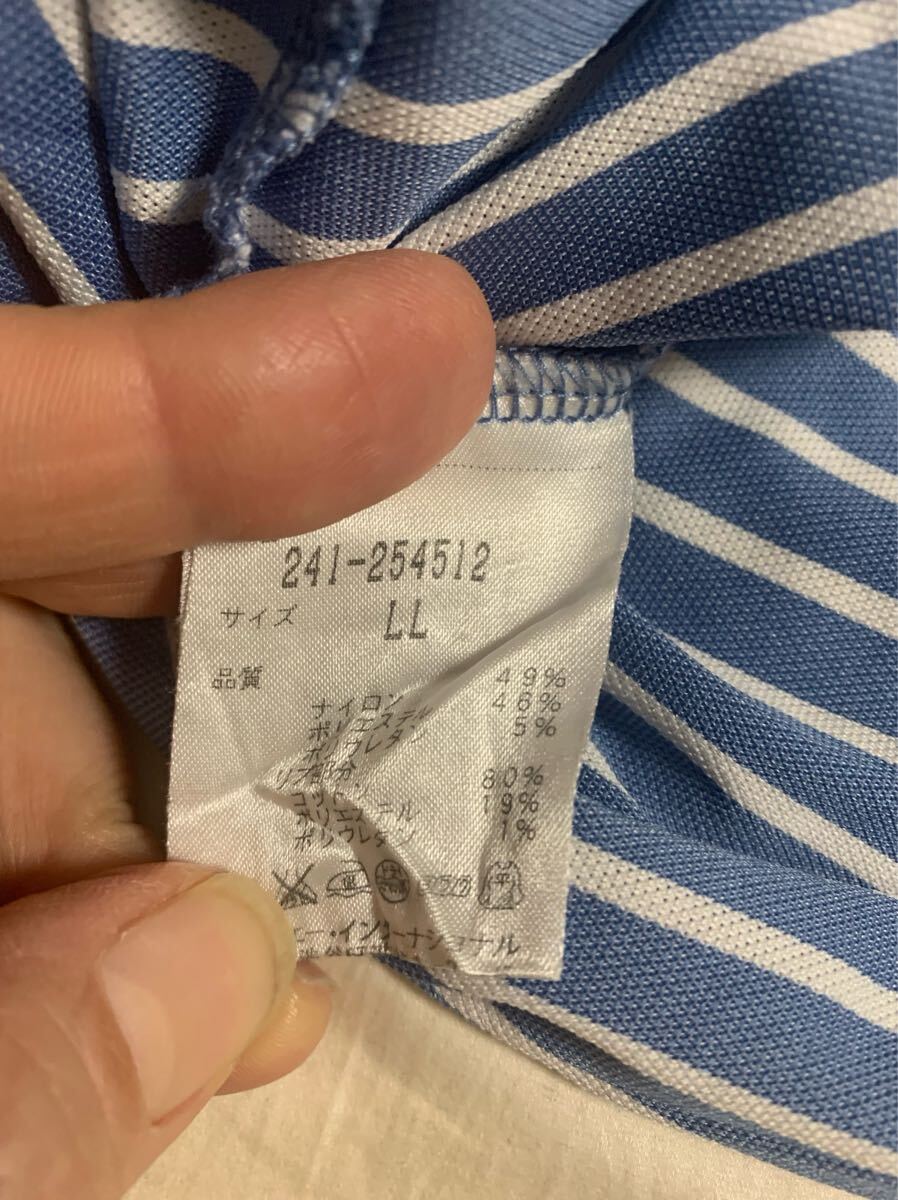 241-254512
サイズ LL
品質
ナイロン 49%
ポリエステル 46%
ポリウレタン 5%
リブ部分
コットン 80%
ポリエステル 19%
ポリウレタン 1%
ー・インターナショナル